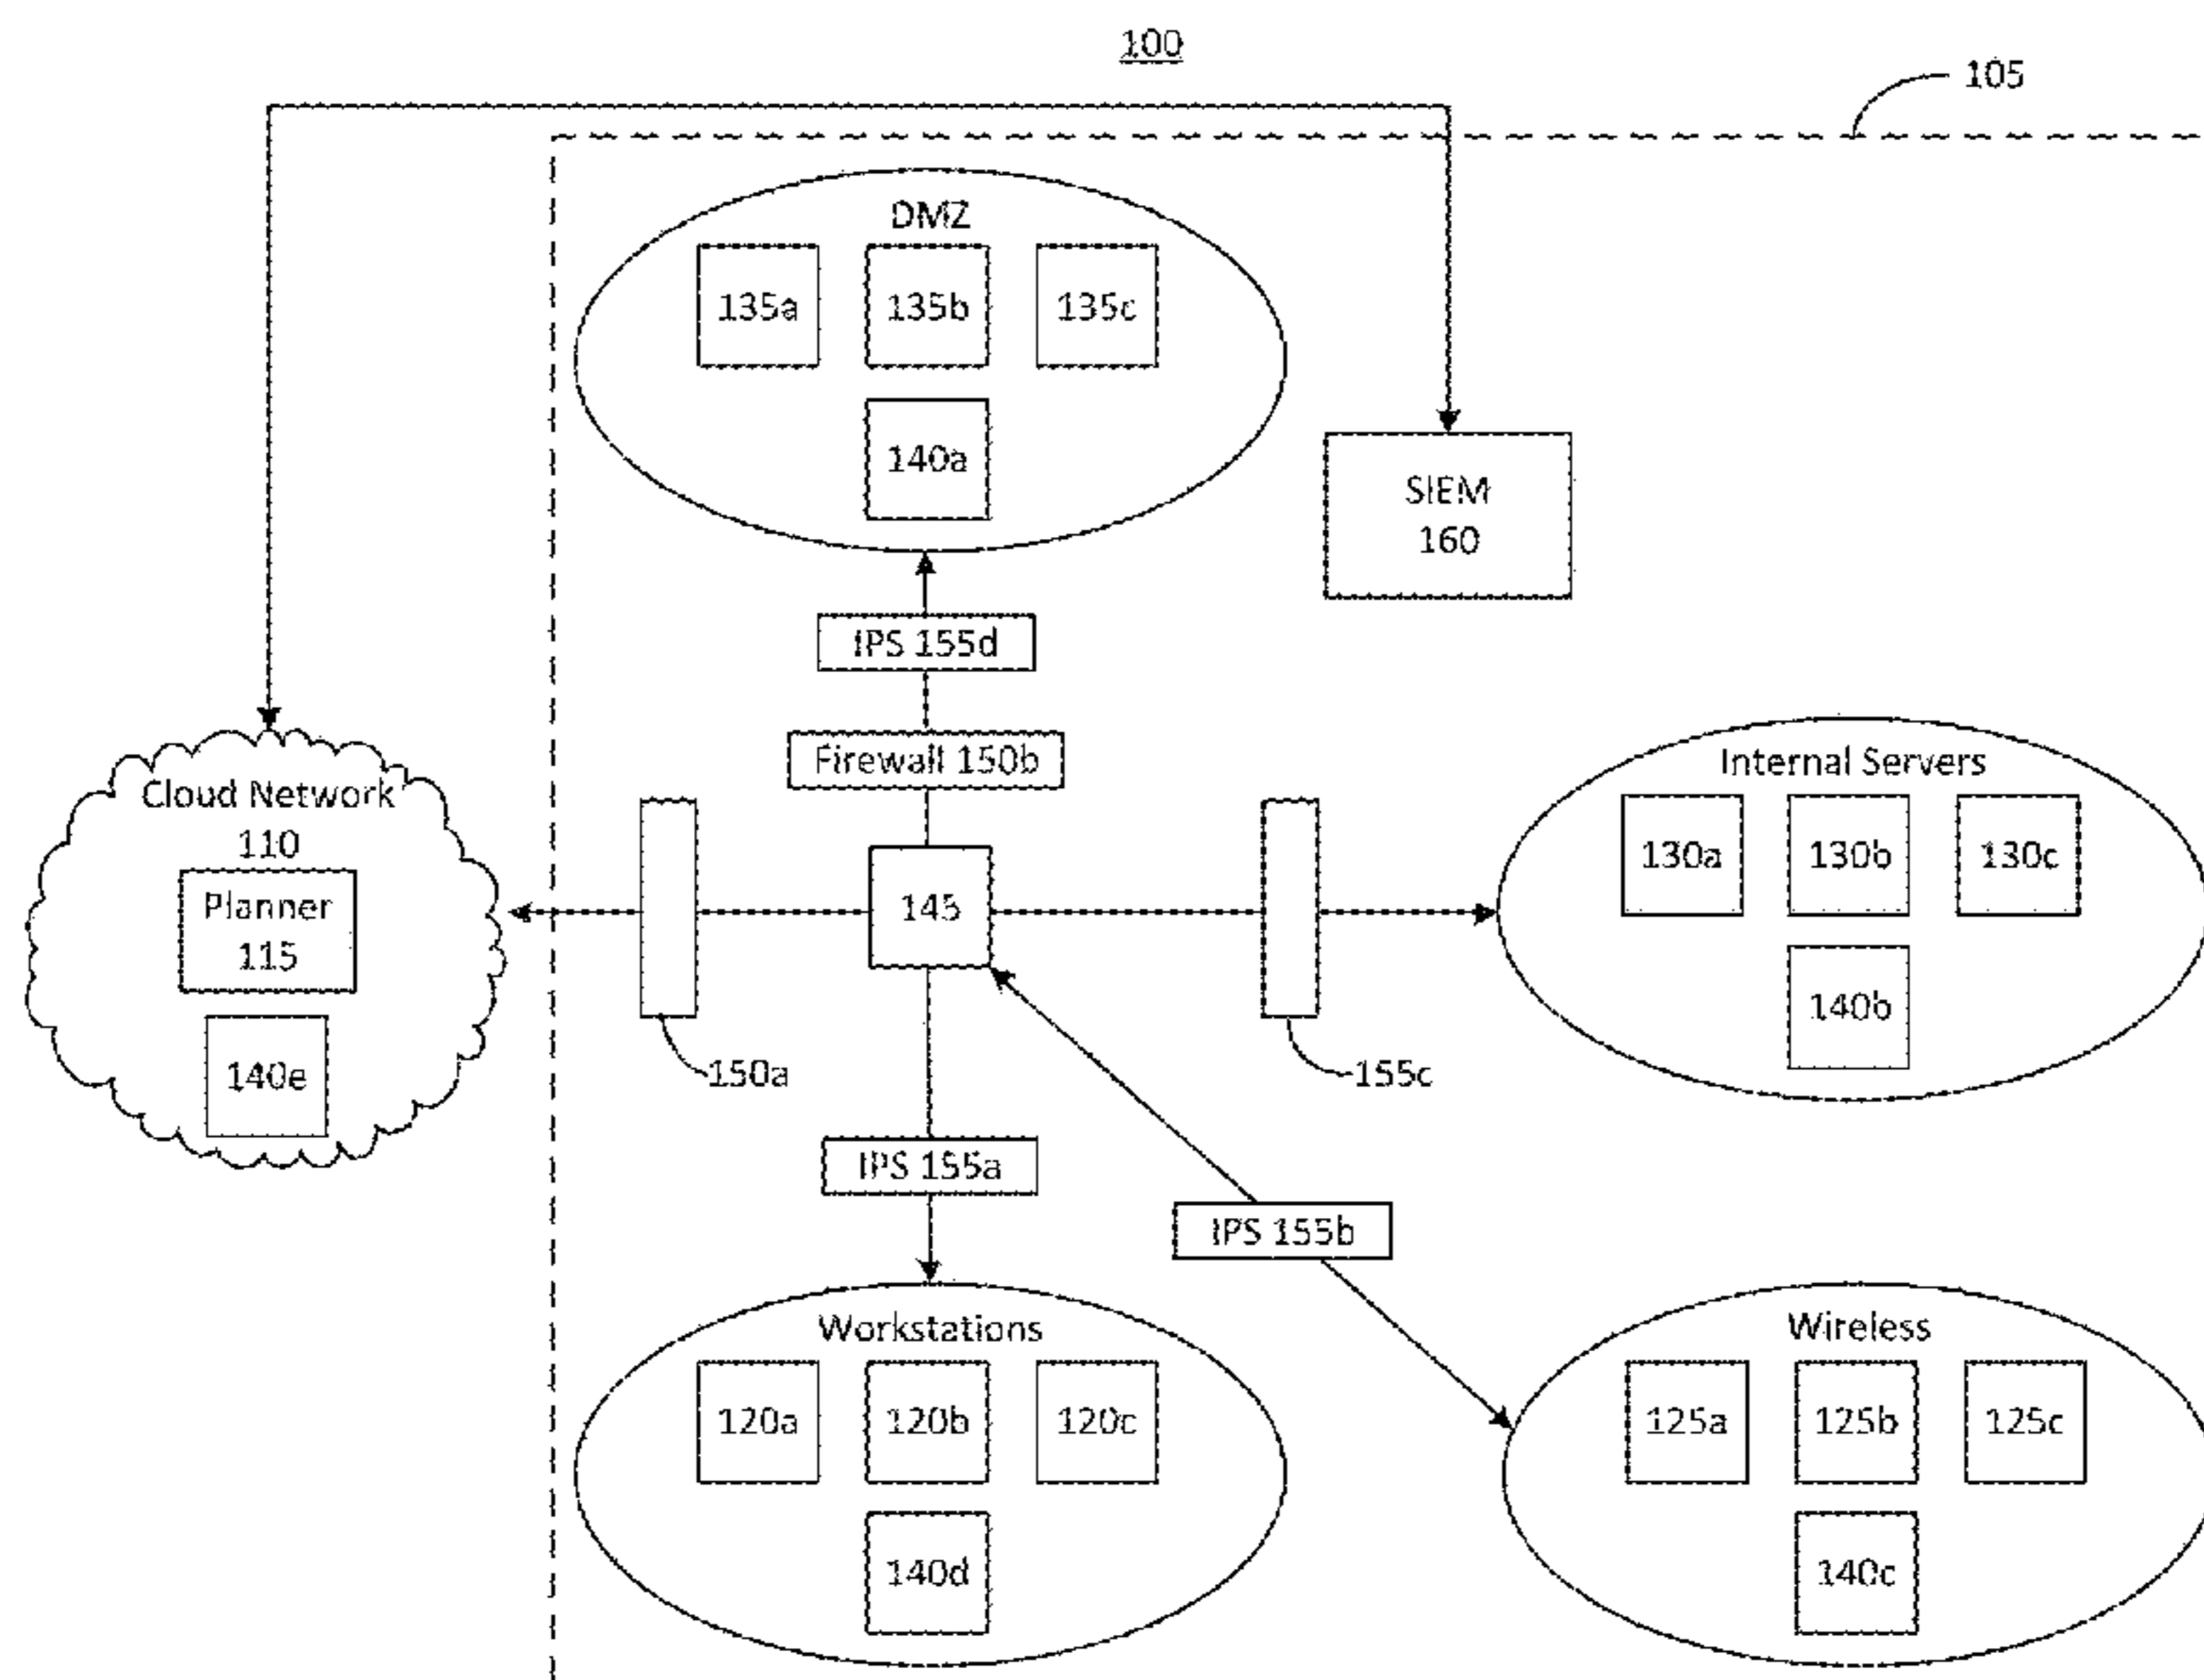 100
105
DMZ
135a
135b
135c
140a
SIEM
160
IPS 155d
Firewall 150b
Cloud Network
110
Planner
115
140e
145
Internal Servers
130a
130b
130c
140b
150a
155c
IPS 155a
IPS 155b
Workstations
120a
120b
120c
140d
Wireless
125a
125b
125c
140c